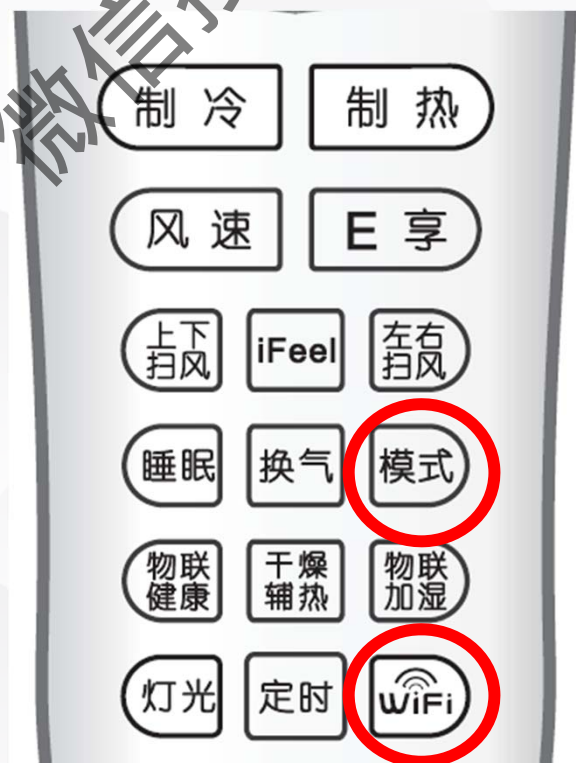 微信
制冷
制热
风速
E享
上下
扫风
iFeel
左右
扫风
睡眠
换气
模式
物联
健康
干燥
辅热
物联
加湿
灯光
定时
WiFi